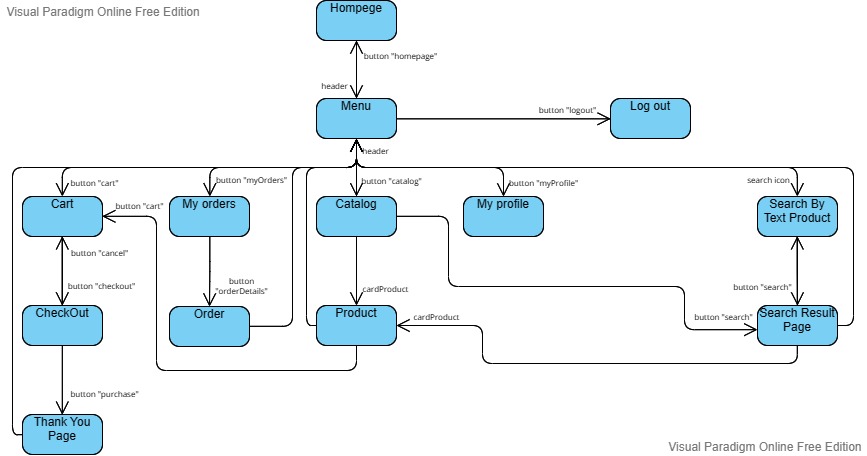 Visual Paradigm Online Free Edition
Hompege
button "homepage"
header
Menu
button "logout"
Log out
header
button "cart"
button "myOrders"
button "catalog"
button "myProfile"
search icon
Cart
button "cart"
My orders
Catalog
My profile
Search By
Text Product
button "cancel"
button "checkout"
button
"orderDetails"
cardProduct
button "search"
CheckOut
Order
Product
cardProduct
button "search"
Search Result
Page
button "purchase"
Thank You
Page
Visual Paradigm Online Free Edition